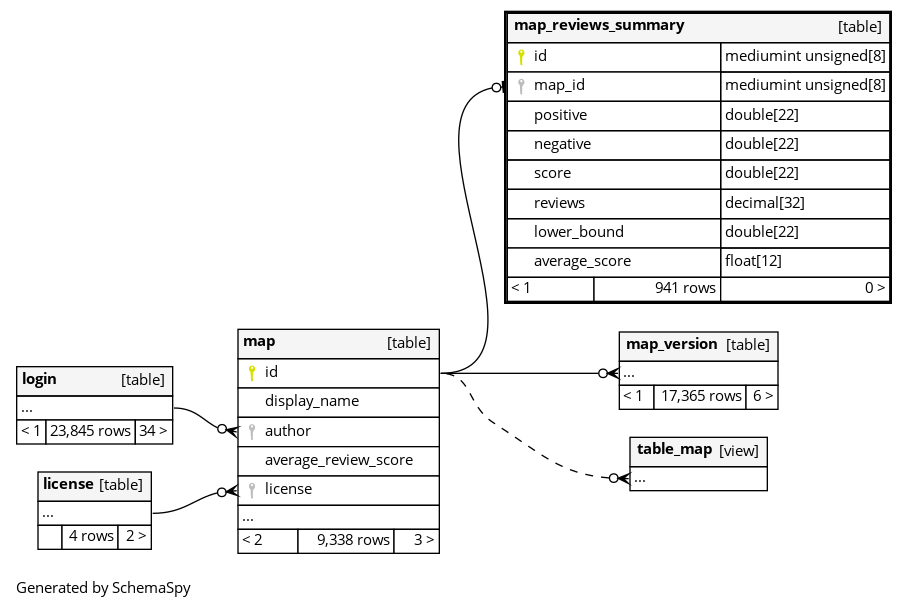 map_reviews_summary [table]
id mediumint unsigned[8]
map_id mediumint unsigned[8]
positive double[22]
negative double[22]
score double[22]
reviews decimal[32]
lower_bound double[22]
average_score float[12]
< 1 941 rows 0 >
map [table]
id
display_name
author
average_review_score
license
...
< 2 9,338 rows 3 >
map_version [table]
...
< 1 17,365 rows 6 >
login [table]
...
< 1 23,845 rows 34 >
table_map [view]
...
license [table]
...
4 rows 2 >
Generated by SchemaSpy